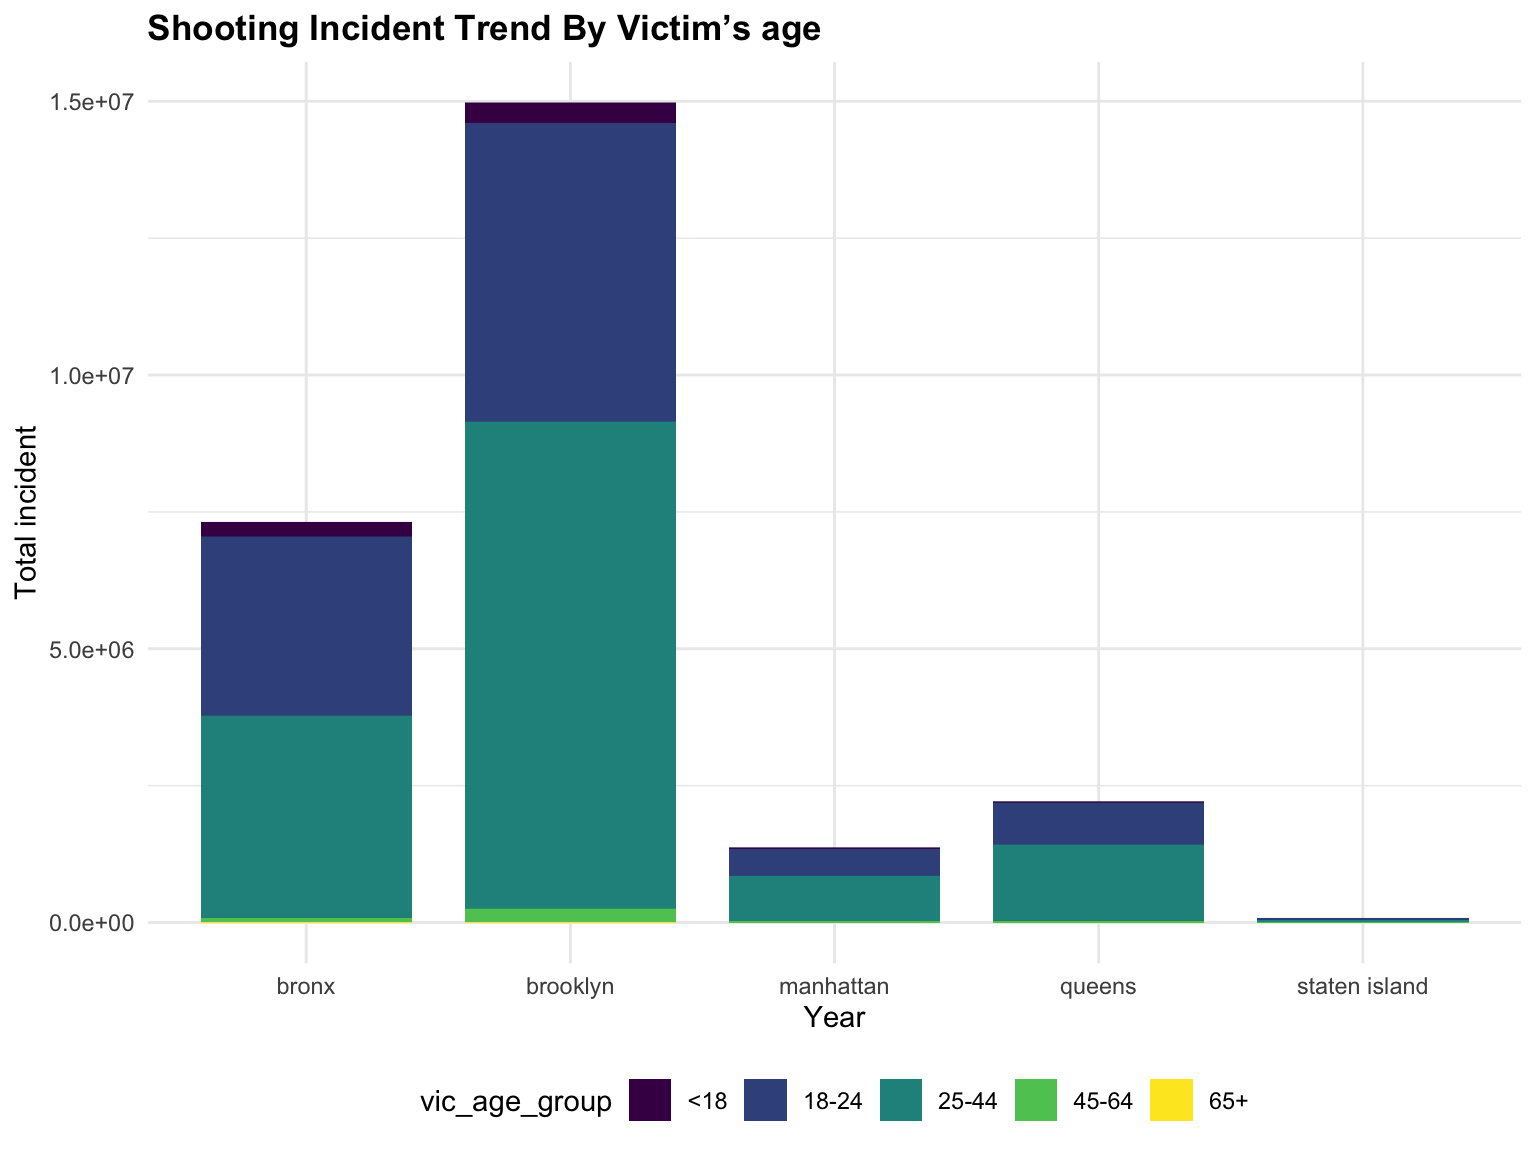 Shooting Incident Trend By Victim’s age
1.5e+07
1.0e+07
5.0e+06
0.0e+00
Total incident
bronx brooklyn manhattan queens staten island
Year
vic_age_group <18 18-24 25-44 45-64 65+